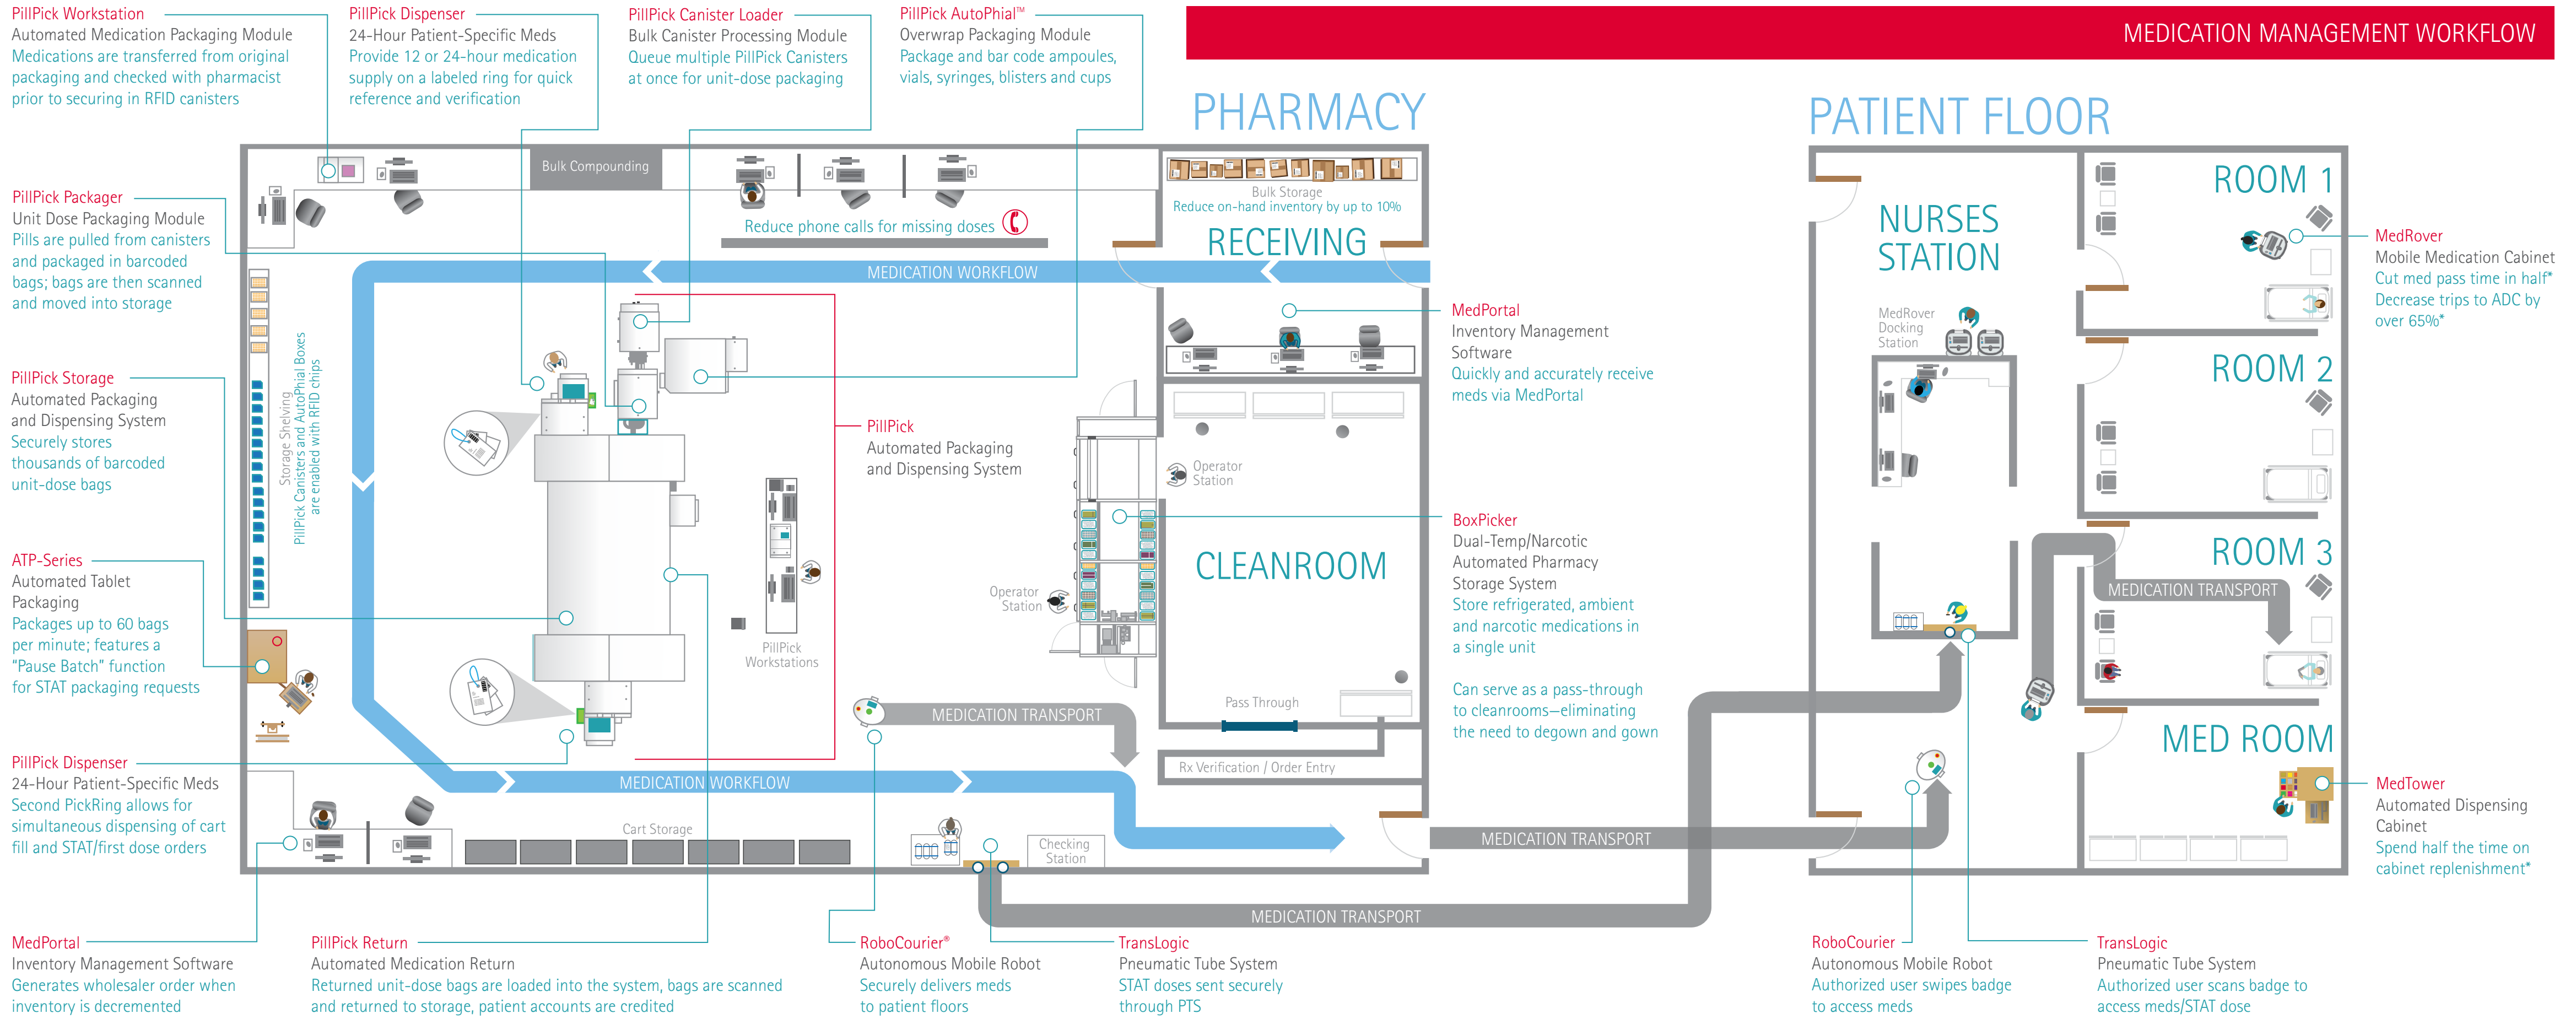 MEDICATION MANAGEMENT WORKFLOW
PillPick Workstation
Automated Medication Packaging Module
Medications are transferred from original
packaging and checked with pharmacist
prior to securing in RFID canisters
PillPick Dispenser
24-Hour Patient-Specific Meds
Provide 12 or 24-hour medication
supply on a labeled ring for quick
reference and verification
PillPick Canister Loader
Bulk Canister Processing Module
Queue multiple PillPick Canisters
at once for unit-dose packaging
PillPick AutoPhial™
Overwrap Packaging Module
Package and bar code ampoules,
vials, syringes, blisters and cups
PHARMACY
PATIENT FLOOR
PillPick Packager
Unit Dose Packaging Module
Pills are pulled from canisters
and packaged in barcoded
bags; bags are then scanned
and moved into storage
PillPick Storage
Automated Packaging
and Dispensing System
Securely stores
thousands of barcoded
unit-dose bags
ATP-Series
Automated Tablet
Packaging
Packages up to 60 bags
per minute; features a
“Pause Batch” function
for STAT packaging requests
PillPick Dispenser
24-Hour Patient-Specific Meds
Second PickRing allows for
simultaneous dispensing of cart
fill and STAT/first dose orders
MedPortal
Inventory Management Software
Generates wholesaler order when
inventory is decremented
Bulk Compounding
Reduce phone calls for missing doses
Bulk Storage
Reduce on-hand inventory by up to 10%
RECEIVING
MEDICATION WORKFLOW
Storage Shelving
PillPick Canisters and AutoPhial Boxes
are enabled with RFID chips
PillPick
Automated Packaging
and Dispensing System
PillPick
Workstations
Operator
Station
Operator
Station
CLEANROOM
Pass Through
Rx Verification / Order Entry
MEDICATION TRANSPORT
MEDICATION WORKFLOW
Cart Storage
Checking
Station
MedPortal
Inventory Management
Software
Quickly and accurately receive
meds via MedPortal
BoxPicker
Dual-Temp/Narcotic
Automated Pharmacy
Storage System
Store refrigerated, ambient
and narcotic medications in
a single unit
Can serve as a pass-through
to cleanrooms—eliminating
the need to degown and gown
MEDICATION TRANSPORT
MEDICATION TRANSPORT
PillPick Return
Automated Medication Return
Returned unit-dose bags are loaded into the system, bags are scanned
and returned to storage, patient accounts are credited
RoboCourier®
Autonomous Mobile Robot
Securely delivers meds
to patient floors
TransLogic
Pneumatic Tube System
STAT doses sent securely
through PTS
NURSES
STATION
MedRover
Docking
Station
ROOM 1
ROOM 2
ROOM 3
MEDICATION TRANSPORT
MED ROOM
MedRover
Mobile Medication Cabinet
Cut med pass time in half*
Decrease trips to ADC by
over 65%*
MedTower
Automated Dispensing
Cabinet
Spend half the time on
cabinet replenishment*
RoboCourier
Autonomous Mobile Robot
Authorized user swipes badge
to access meds
TransLogic
Pneumatic Tube System
Authorized user scans badge to
access meds/STAT dose